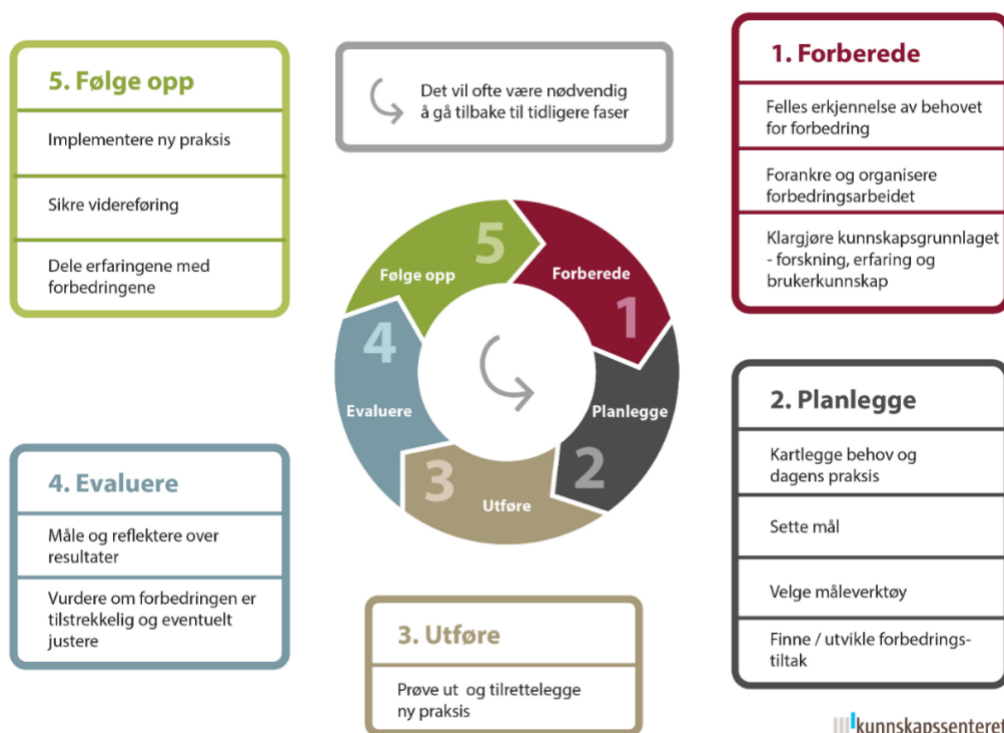 5. Følge opp
Implementere ny praksis
Sikre videreføring
Dele erfaringene med
forbedringene
Det vil ofte være nødvendig
å gå tilbake til tidligere faser
1. Forberede
Felles erkjennelse av behovet
for forbedring
Forankre og organisere
forbedringsarbeidet
Klargjøre kunnskapsgrunnlaget
- forskning, erfaring og
brukerkunnskap
5
Følge opp
Forberede
1
4
Evaluere
Planlegge
2
3
Utføre
2. Planlegge
Kartlegge behov og
dagens praksis
Sette mål
Velge måleverktøy
Finne / utvikle forbedrings-
tiltak
4. Evaluere
Måle og reflektere over
resultater
Vurdere om forbedringen er
tilstrekkelig og eventuelt
justere
3. Utføre
Prøve ut og tilrettelegge
ny praksis
kunnskapssenteret